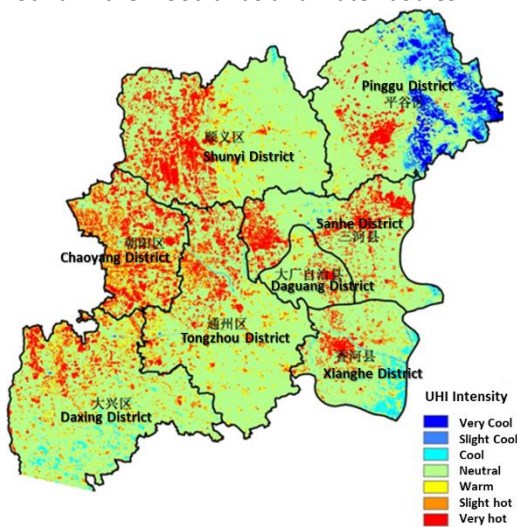 Pinggu District
平谷区
顺义区
Shunyi District
Sanhe District
三河县
朝阳区
Chaoyang District
大厂自治县
Daguang District
通州区
Tongzhou District
香河县
Xianghe District
大兴区
Daxing District
UHI Intensity
Very Cool
Slight Cool
Cool
Neutral
Warm
Slight hot
Very hot